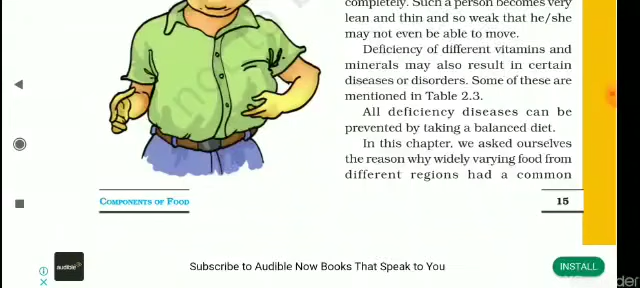 completely. Such a person becomes very
lean and thin and so weak that he/she
may not even be able to move.
Deficiency of different vitamins and
minerals may also result in certain
diseases or disorders. Some of these are
mentioned in Table 2.3.
All deficiency diseases can be
prevented by taking a balanced diet.
In this chapter, we asked ourselves
the reason why widely varying food from
different regions had a common
COMPONENTS OF FOOD
15
audible
Subscribe to Audible Now Books That Speak to You
INSTALL